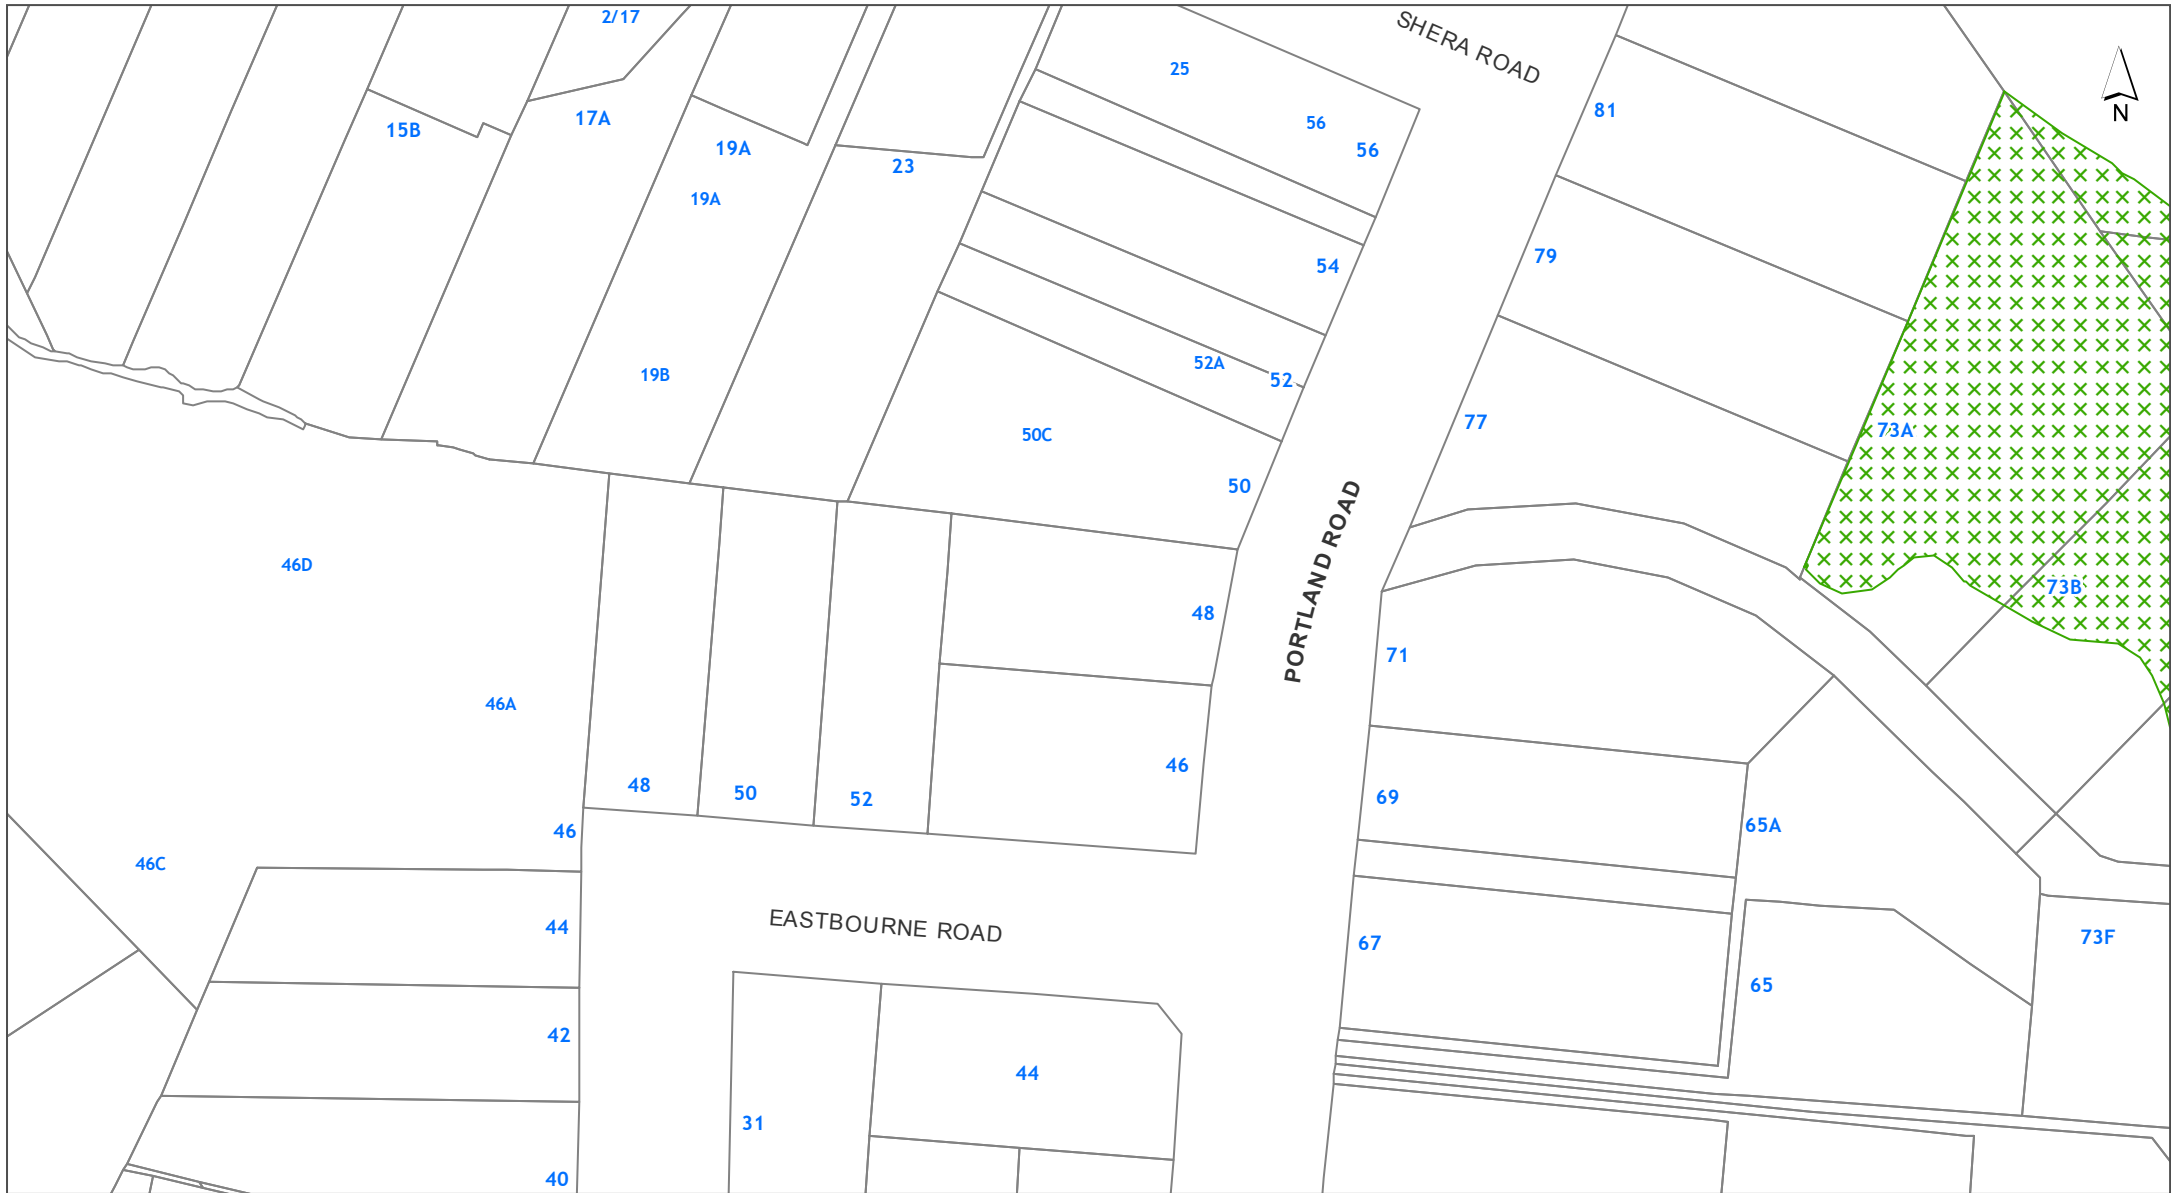 2/17
SHERA ROAD
25
81
N
15B
17A
56
56
19A
23
19A
79
54
52A
52
19B
77
73A
50C
50
PORTLAND ROAD
46D
73B
48
71
46A
46
48
50
52
69
65A
46
46C
44
EASTBOURNE ROAD
67
73F
65
42
44
31
40